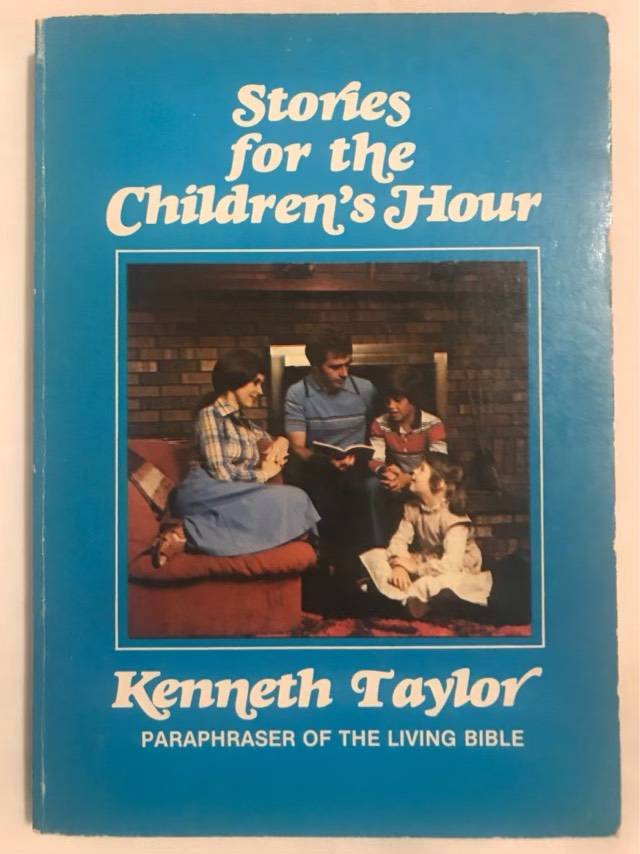 Stories
for the
Children's Hour
Kenneth Taylor
PARAPHRASER OF THE LIVING BIBLE